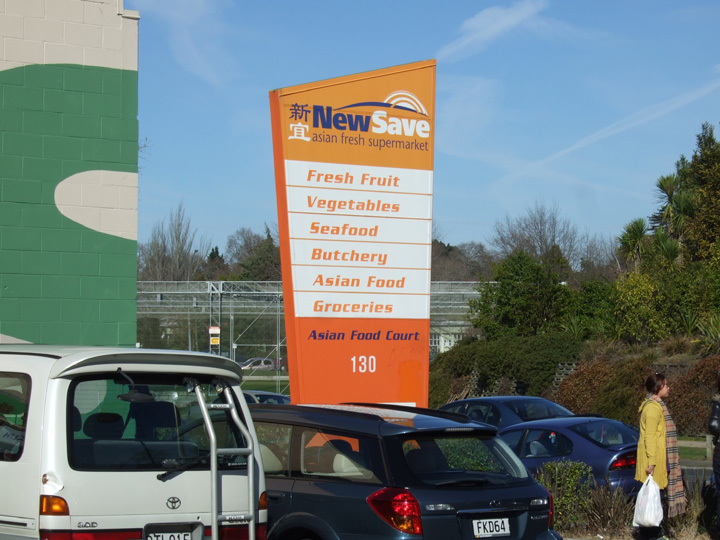 新宜 NewSave
asian fresh supermarket
Fresh Fruit
Vegetables
Seafood
Butchery
Asian Food
Groceries
Asian Food Court
130
FKD64